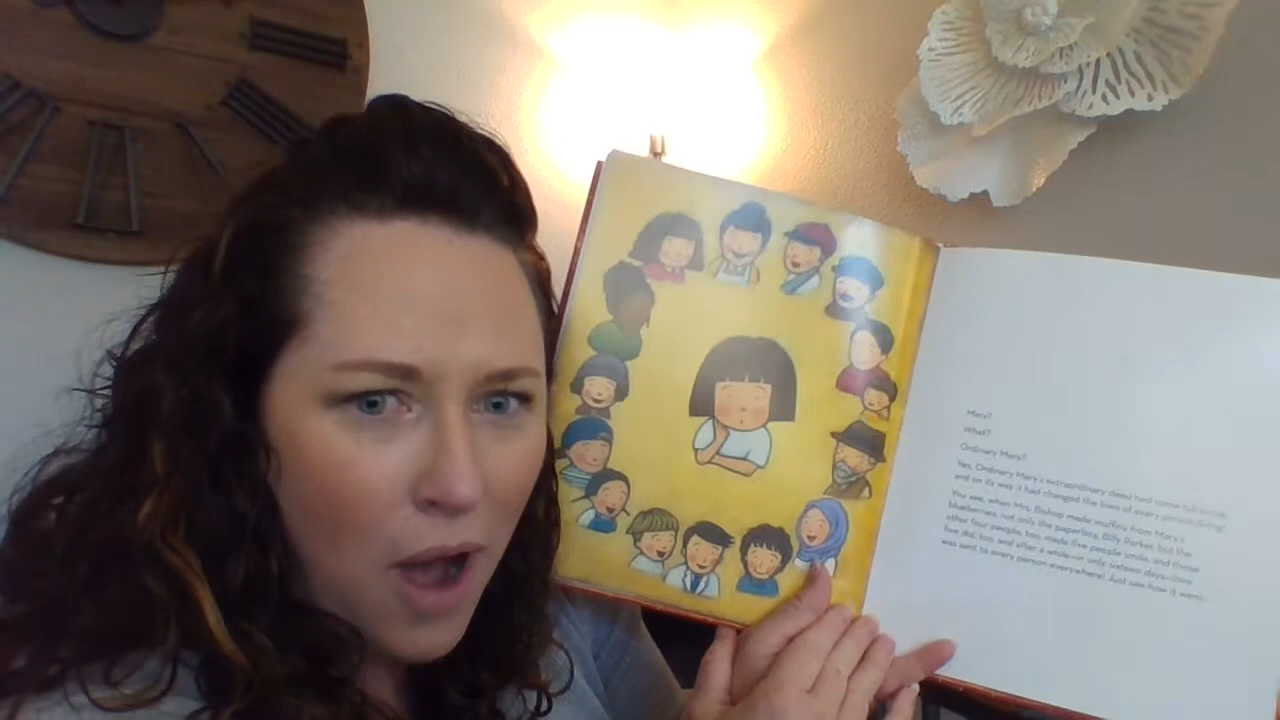 Mary?
What?
Ordinary Mary?
Yes, Ordinary Mary's extraordinary deed had come full circle,
and on its way it had changed the lives of every person living!
You see, when Mrs. Bishop made muffins from Mary's
blueberries, not only the paperboy, Billy Parker, but the
other four people, too, made five people smile, and those
five did, too, and after a while—in only sixteen days—love
was sent to every person everywhere! Just see how it went: